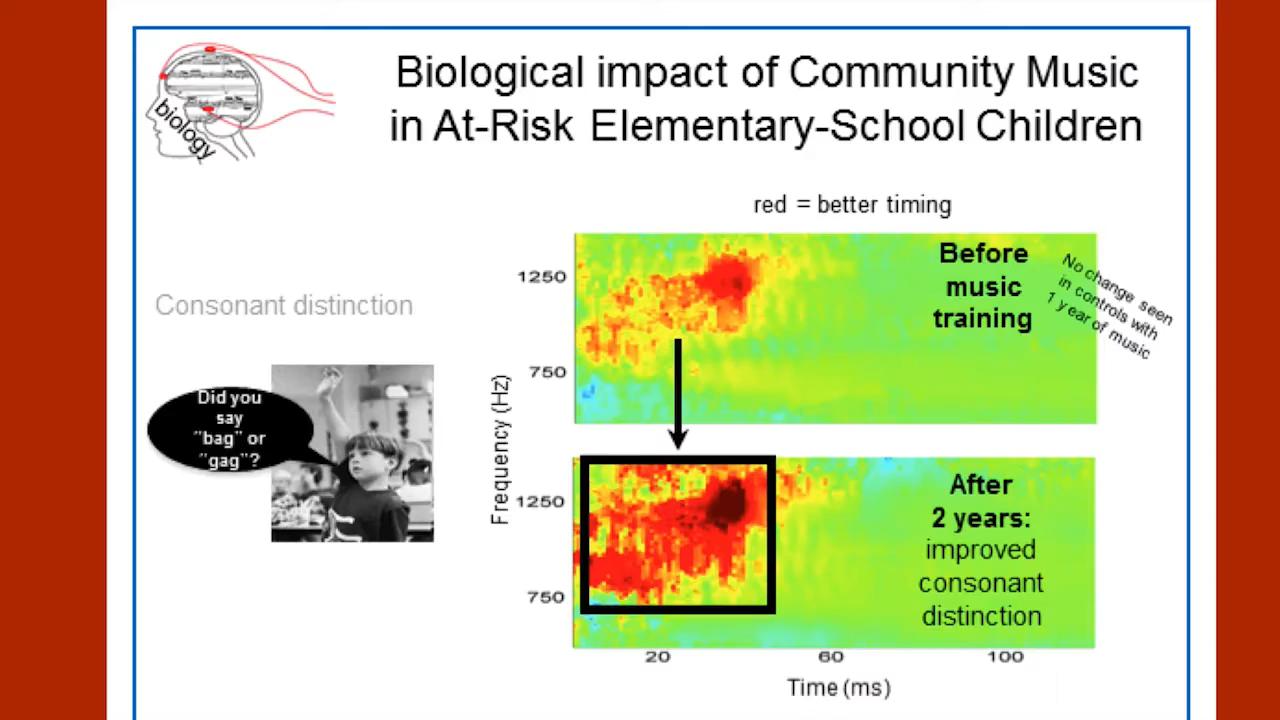 biology
Biological impact of Community Music
in At-Risk Elementary-School Children
red = better timing
Consonant distinction
Did you
say
"bag" or
"gag"?
Frequency (Hz)
1250
750
Before
music
training
No change seen
in controls with
1 year of music
1250
750
After
2 years:
improved
consonant
distinction
20 60 100
Time (ms)